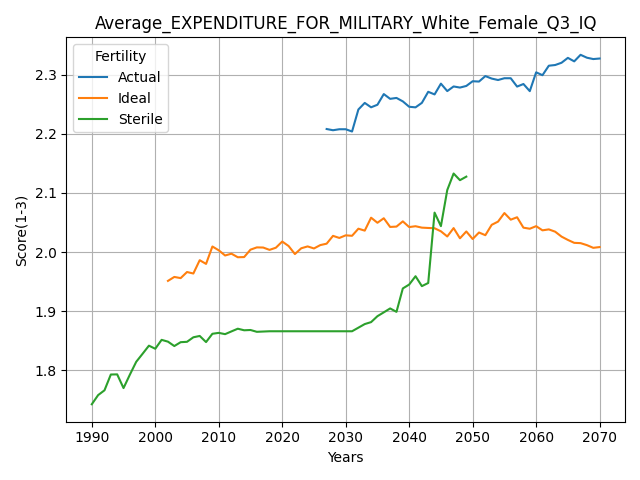 Average_EXPENDITURE_FOR_MILITARY_White_Female_Q3_IQ
Fertility
Actual
Ideal
Sterile
Score(1-3)
2.3
2.2
2.1
2.0
1.9
1.8
1990 2000 2010 2020 2030 2040 2050 2060 2070
Years